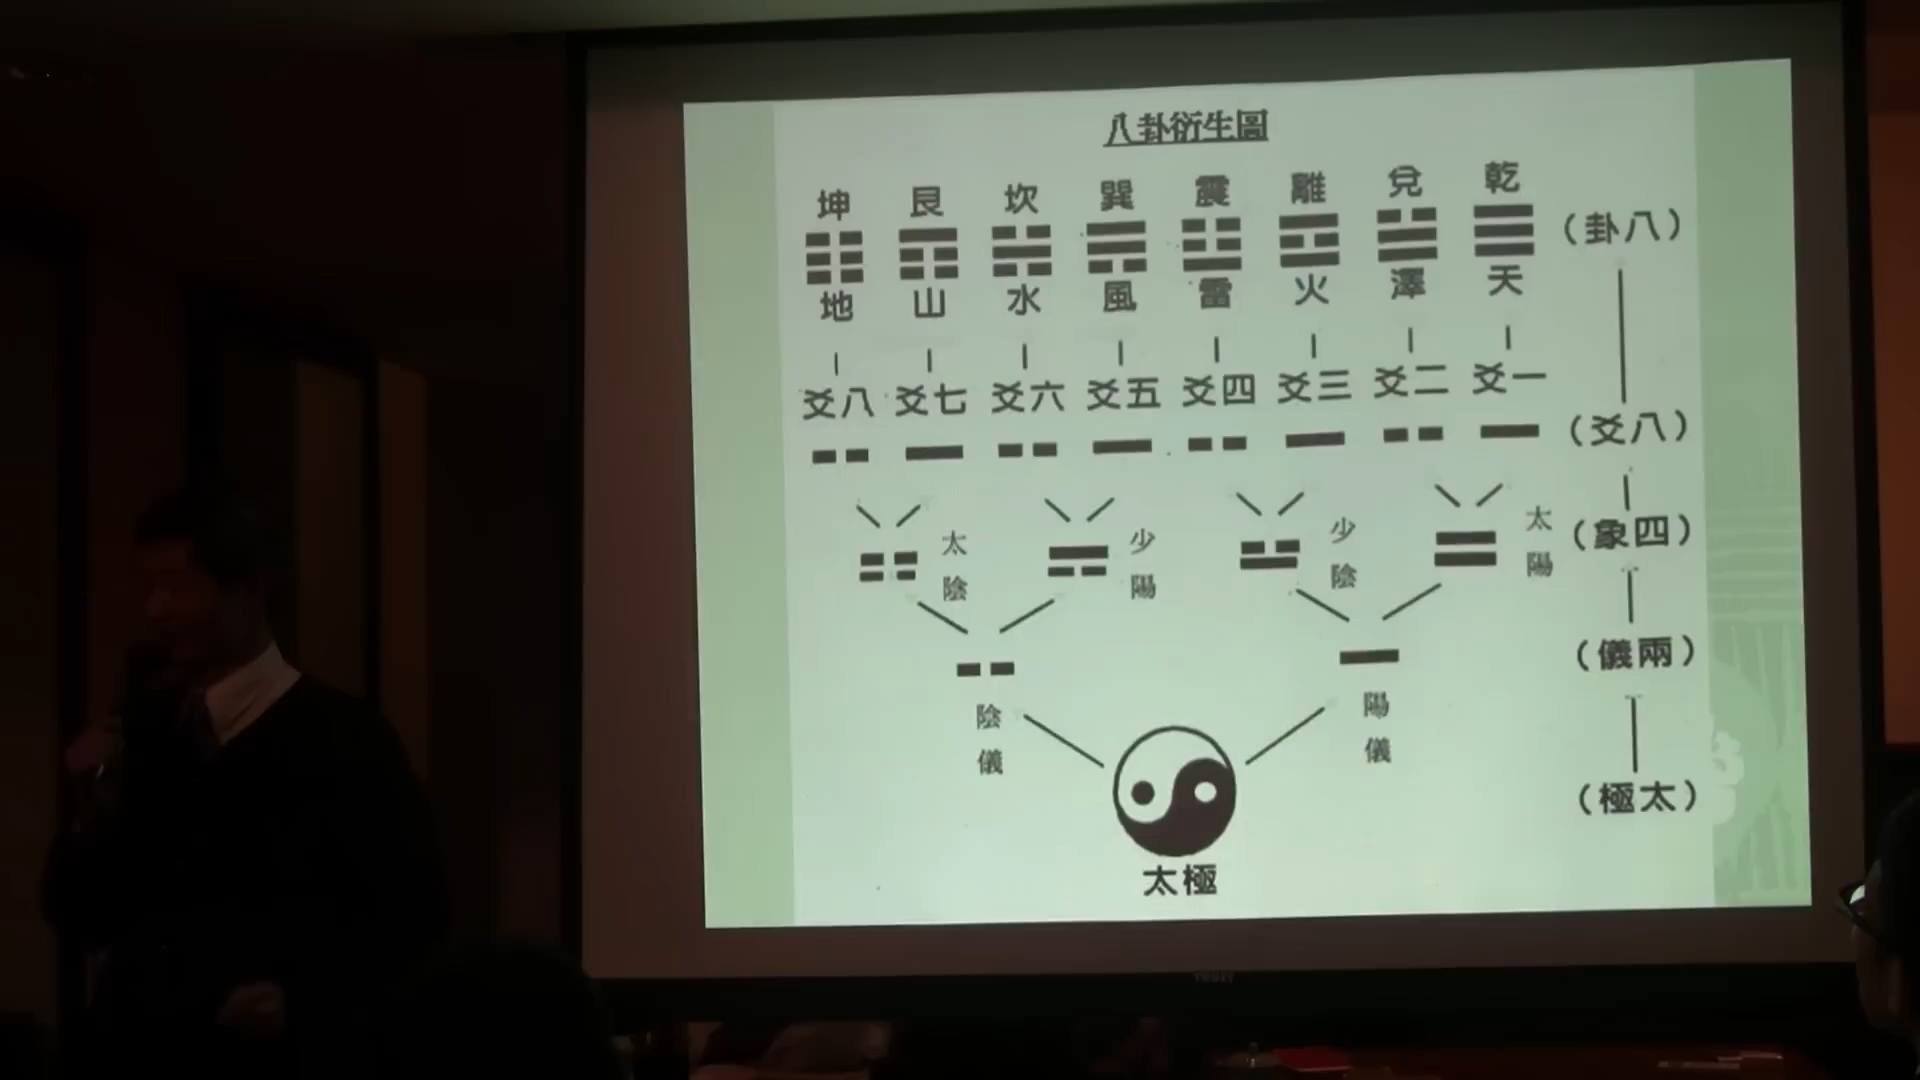 八卦衍生圖
坤 艮 坎 巽 震 離 兌 乾
(卦八)
地 山 水 風 雷 火 澤 天
爻八 爻七 爻六 爻五 爻四 爻三 爻二 爻一
(爻八)
太陰 少陽 少陰 太陽
(象四)
(儀兩)
陰儀 陽儀
(極太)
太極